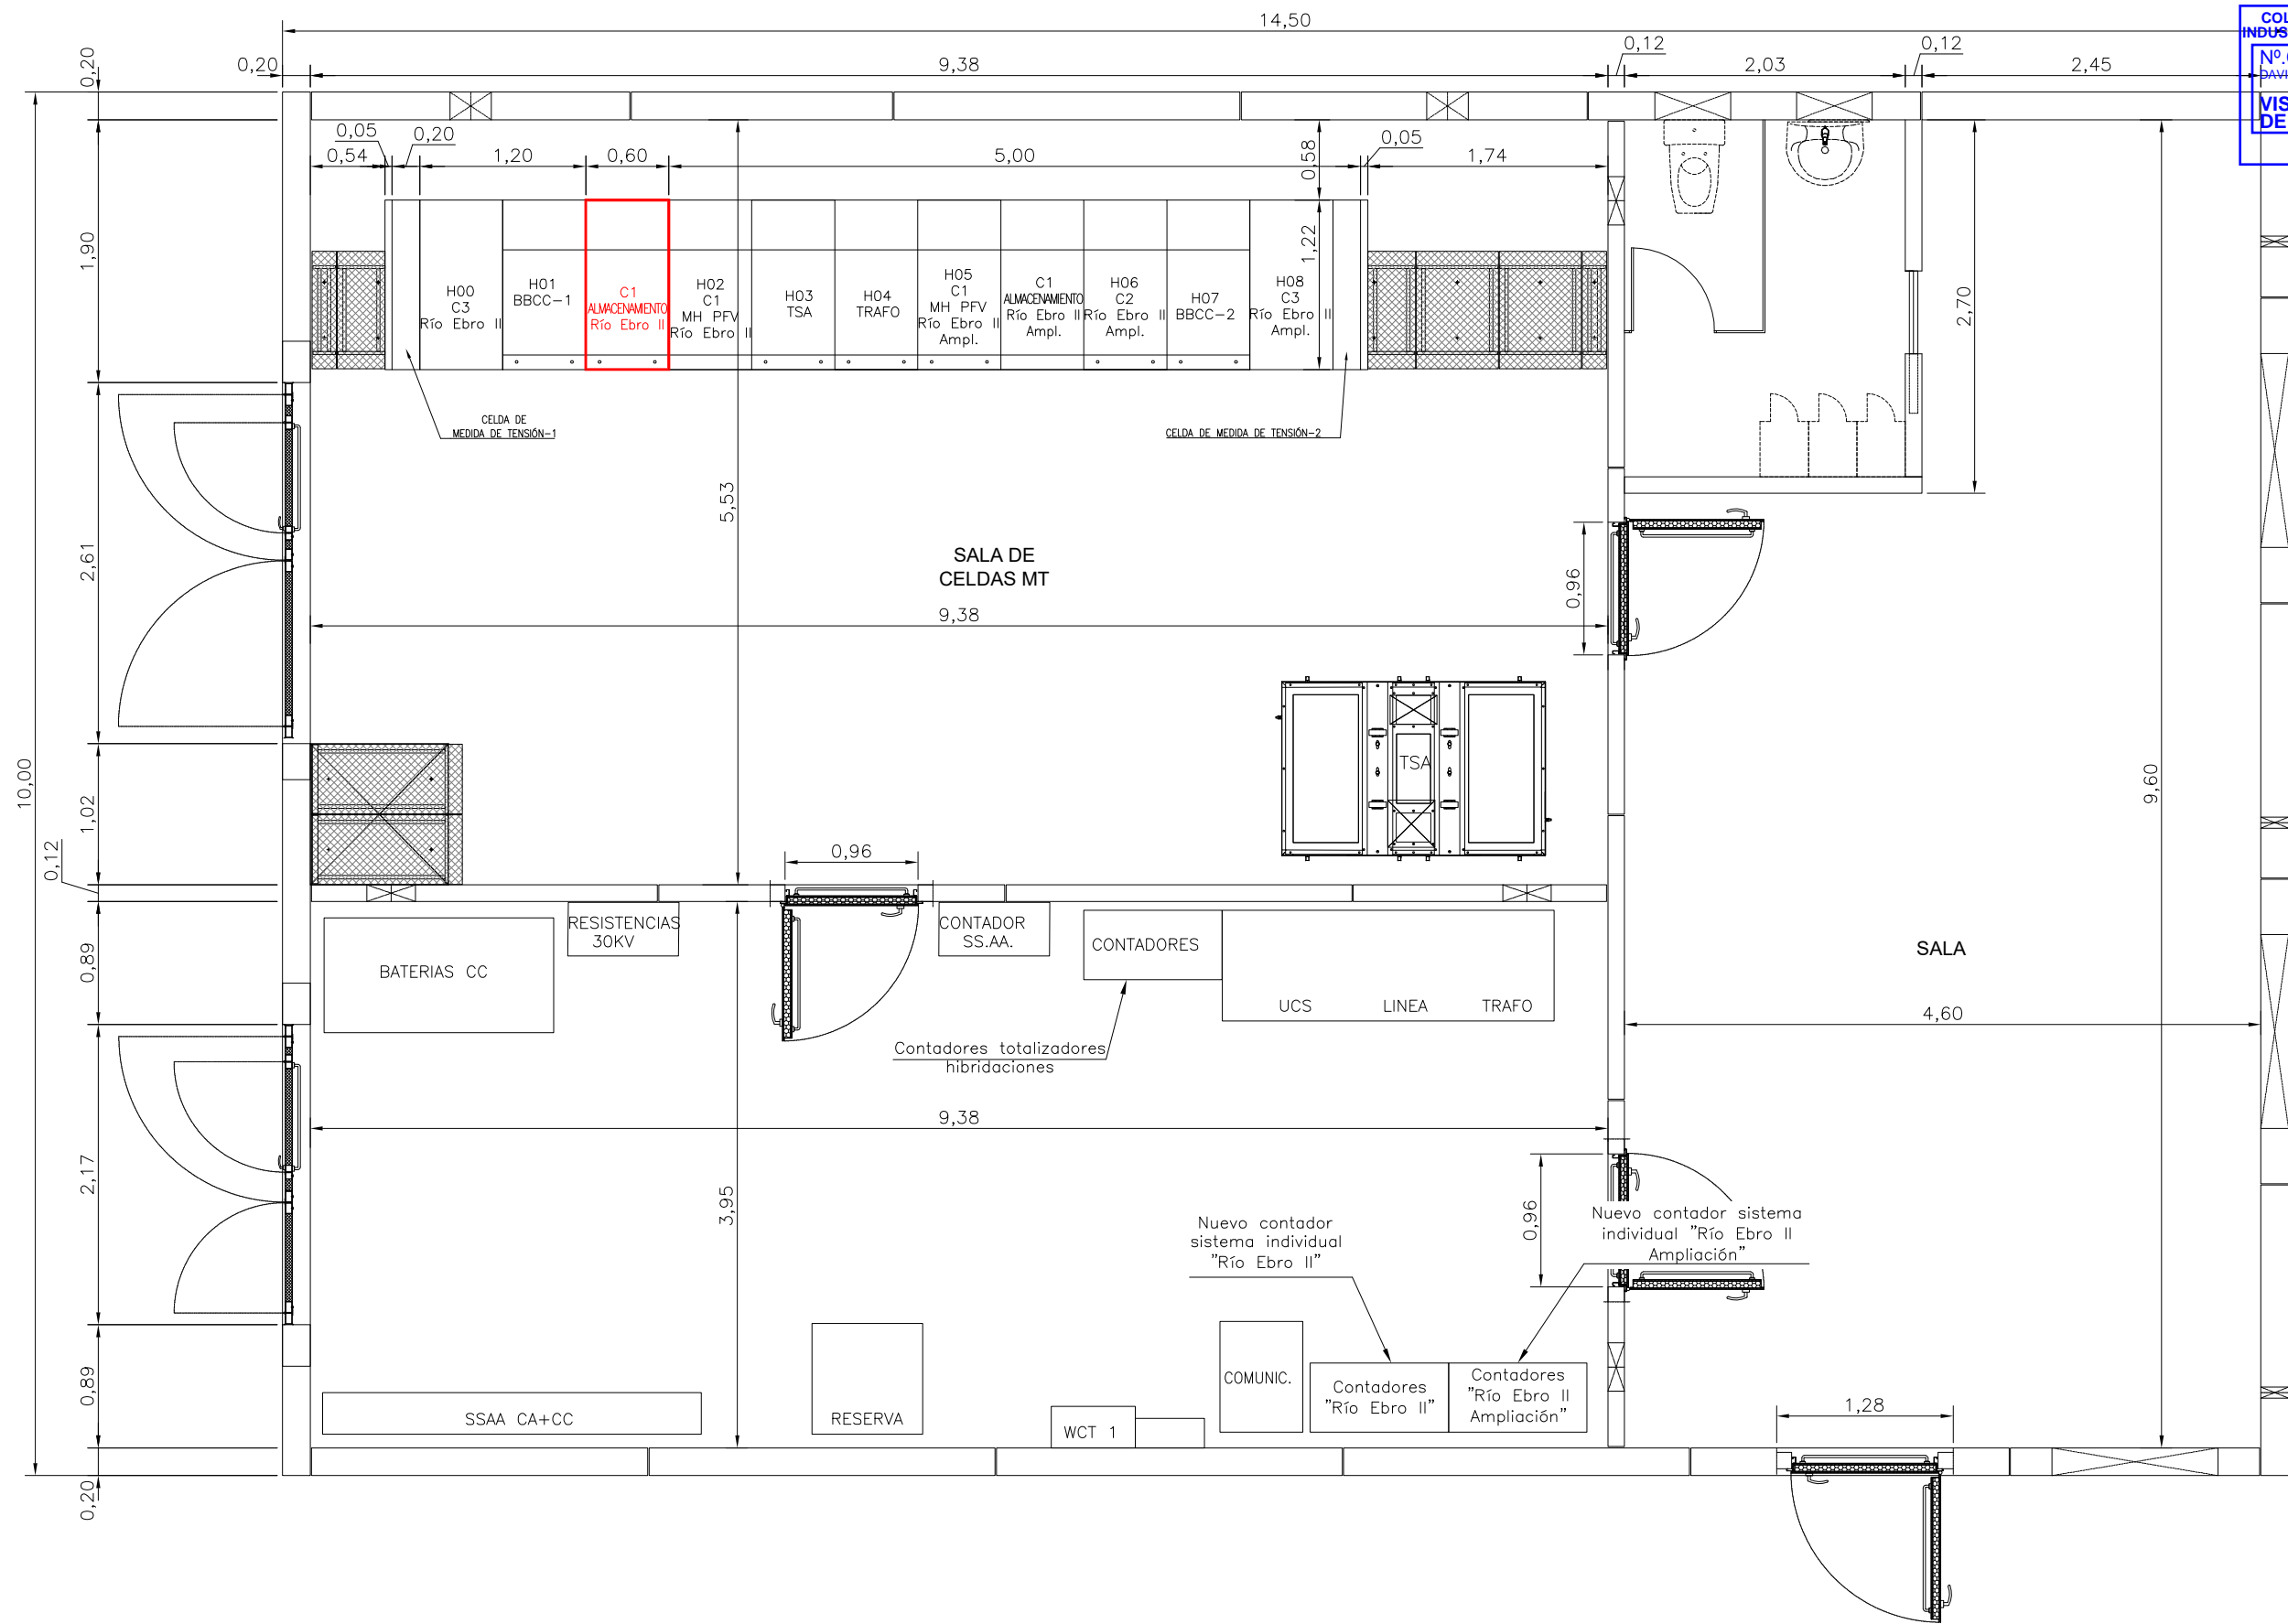 14,50
0,20
0,20
9,38
0,12
2,03
0,12
2,45
0,05
0,20
0,54
1,20
0,60
5,00
0,05
1,74
0,58
1,22
1,90
2,70
H00
C3
Río Ebro II
H01
BBCC-1
C1
ALMACENAMIENTO
Río Ebro II
H02
C1
MH PFV
Río Ebro II
H03
TSA
H04
TRAFO
H05
C1
MH PFV
Río Ebro II
Ampl.
C1
ALMACENAMIENTO
Río Ebro II
Ampl.
H06
C2
Río Ebro II
Ampl.
H07
BBCC-2
H08
C3
Río Ebro II
Ampl.
CELDA DE
MEDIDA DE TENSIÓN-1
CELDA DE MEDIDA DE TENSIÓN-2
5,53
2,61
SALA DE
CELDAS MT
9,38
0,96
10,00
1,02
0,12
TSA
9,60
0,96
RESISTENCIAS
30KV
CONTADOR
SS.AA.
CONTADORES
BATERIAS CC
0,89
UCS
LINEA
TRAFO
SALA
4,60
Contadores totalizadores
hibridaciones
9,38
2,17
3,95
0,96
Nuevo contador
sistema individual
"Río Ebro II"
Nuevo contador sistema
individual "Río Ebro II
Ampliación"
0,89
SSAA CA+CC
RESERVA
WCT 1
COMUNIC.
Contadores
"Río Ebro II"
Contadores
"Río Ebro II
Ampliación"
1,28
0,20
COL
INDUS
Nº.
DAVI
VIS
DE